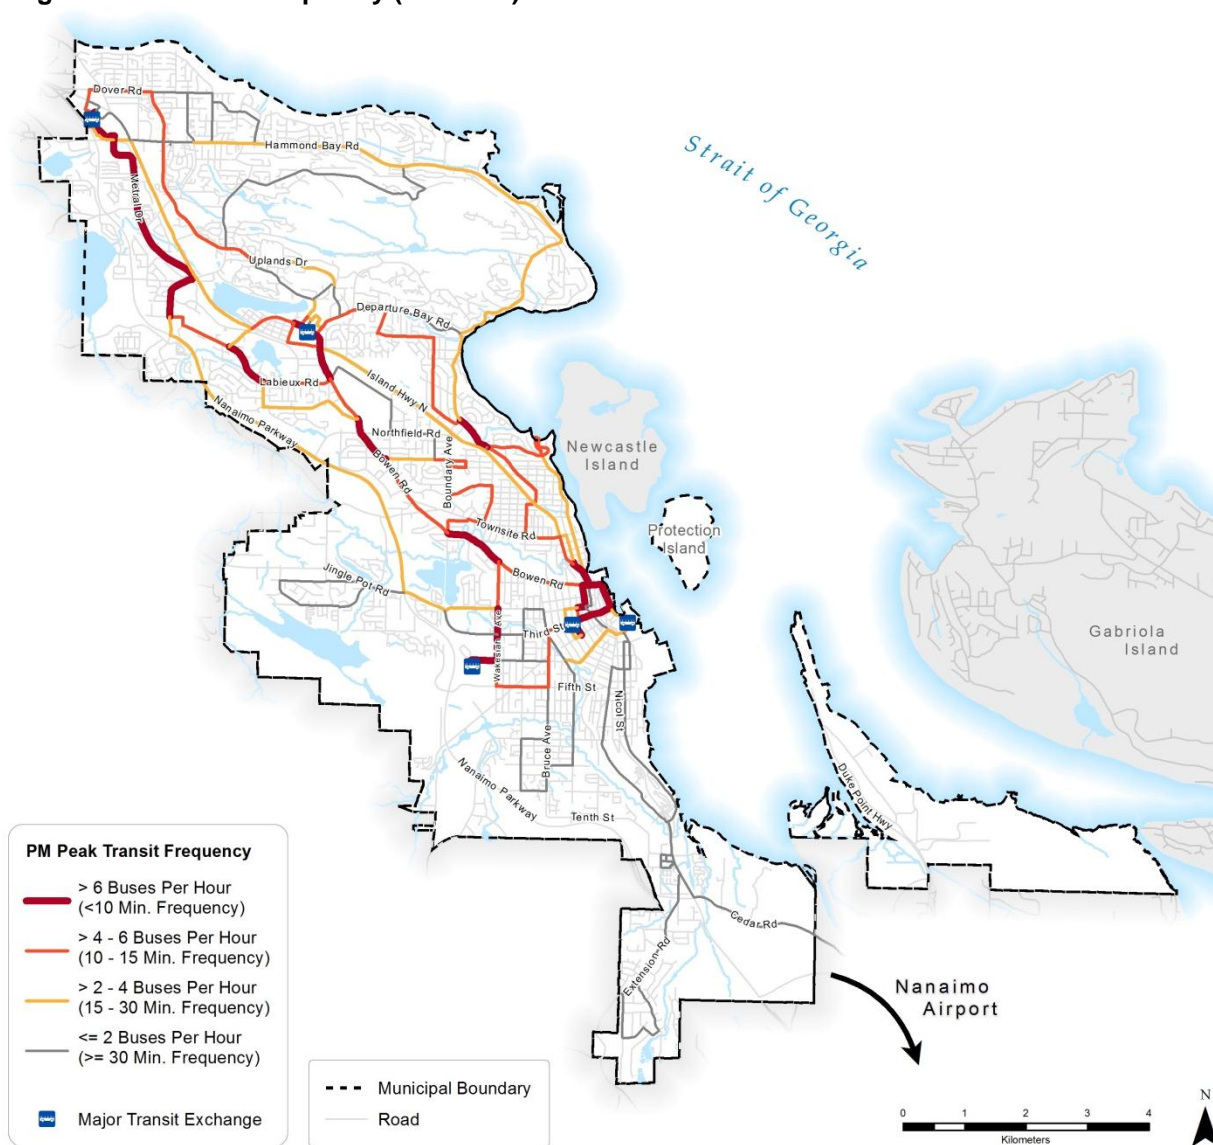 Dover Rd
Hammond Bay Rd
Strait of Georgia
Metral Dr
Uplands Dr
Departure Bay Rd
Labieux Rd
Island Hwy N
Nanaimo Parkway
Northfield Rd
Boundary Ave
Bowen Rd
Newcastle
Island
Townsite Rd
Protection
Island
Jingle Pot Rd
Bowen Rd
Third St
Wakesiah Ave
Gabriola
Island
Fifth St
Nicol St
Bruce Ave
Nanaimo Parkway
Tenth St
Duke Point Hwy
Cedar Rd
Extension Rd
Nanaimo
Airport
PM Peak Transit Frequency
> 6 Buses Per Hour
(<10 Min. Frequency)
> 4 - 6 Buses Per Hour
(10 - 15 Min. Frequency)
> 2 - 4 Buses Per Hour
(15 - 30 Min. Frequency)
<= 2 Buses Per Hour
(>= 30 Min. Frequency)
Major Transit Exchange
Municipal Boundary
Road
0 1 2 3 4
Kilometers
N